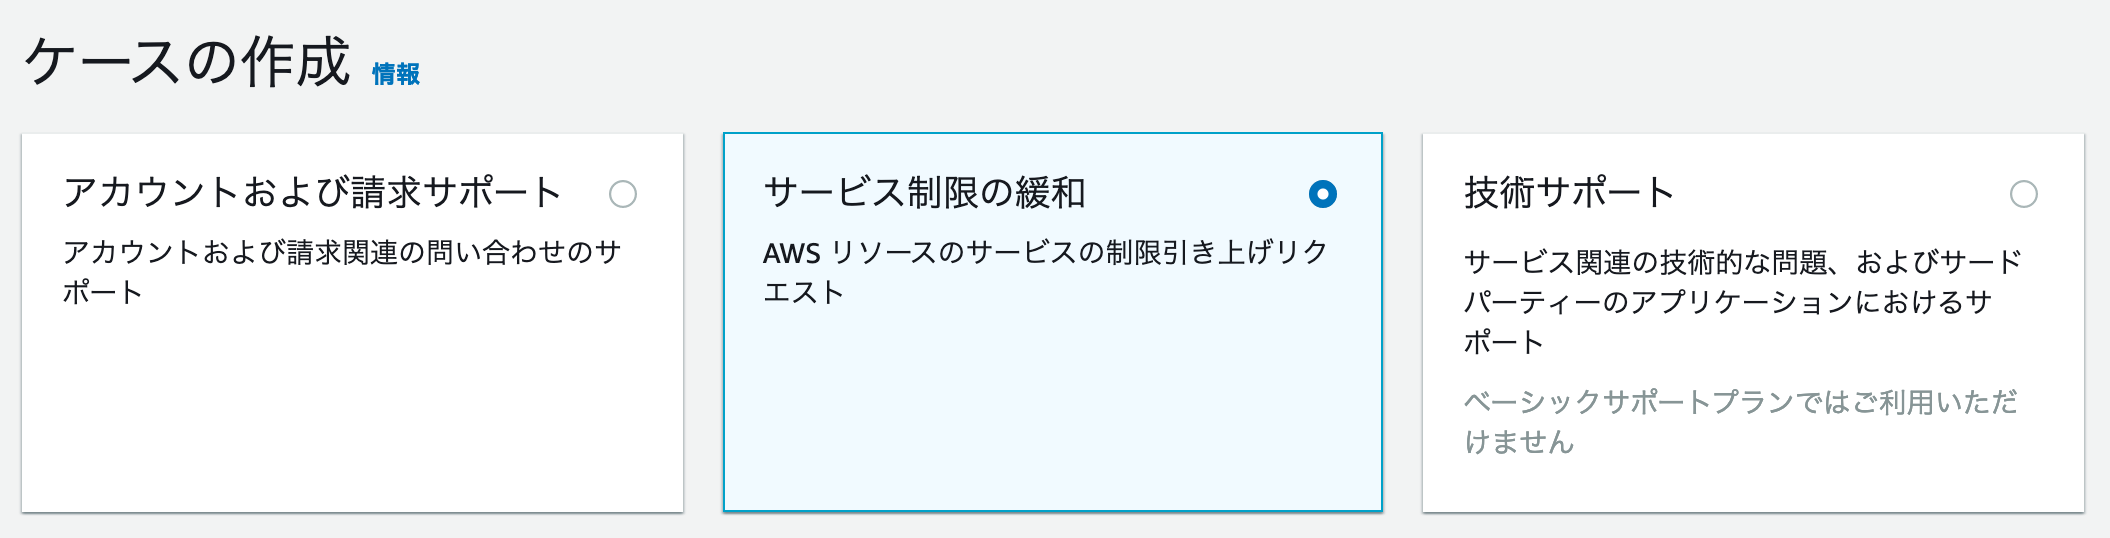 ケースの作成 情報
アカウントおよび請求サポート
アカウントおよび請求関連の問い合わせのサ
ポート
サービス制限の緩和
AWS リソースのサービスの制限引き上げリク
エスト
技術サポート
サービス関連の技術的な問題、およびサード
パーティーのアプリケーションにおけるサ
ポート
ベーシックサポートプランではご利用いただ
けません